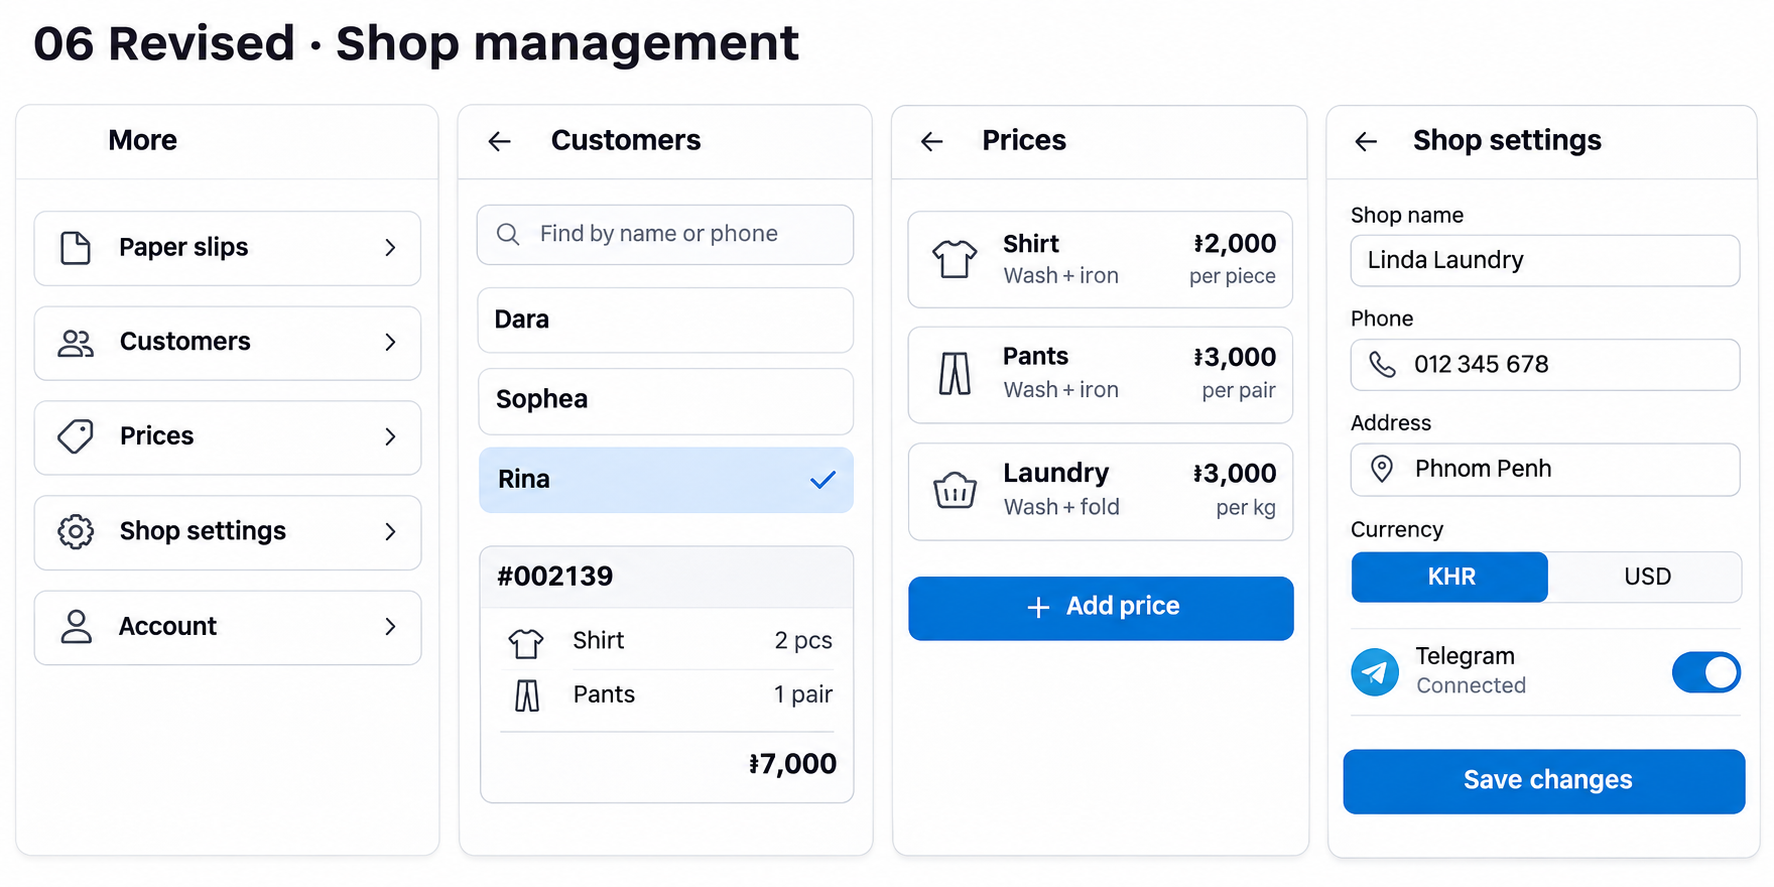 06 Revised · Shop management
More
Paper slips
Customers
Prices
Shop settings
Account
Customers
Find by name or phone
Dara
Sophea
Rina
#002139
Shirt 2 pcs
Pants 1 pair
៛7,000
Prices
Shirt ៛2,000
Wash + iron per piece
Pants ៛3,000
Wash + iron per pair
Laundry ៛3,000
Wash + fold per kg
+ Add price
Shop settings
Shop name
Linda Laundry
Phone
012 345 678
Address
Phnom Penh
Currency
KHR USD
Telegram
Connected
Save changes